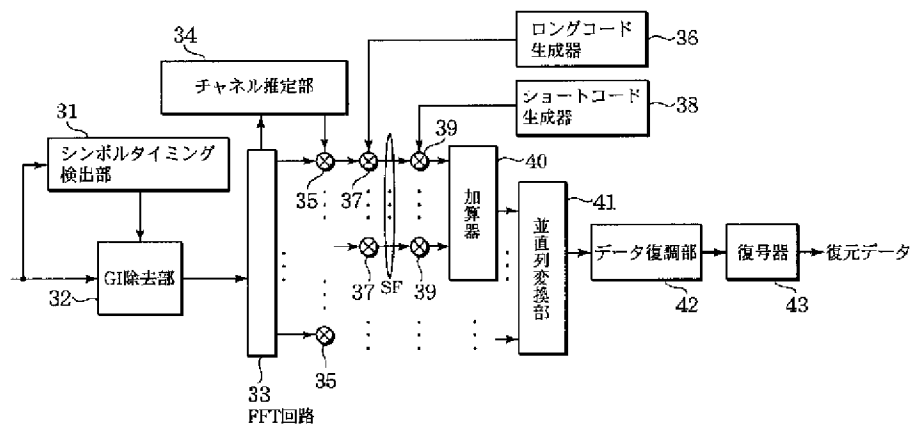 34
チャネル推定部
ロングコード
生成器
36
ショートコード
生成器
38
31
シンボルタイミング
検出部
35
37
39
40
加算器
41
並直列変換部
GI除去部
32
37
SF
39
データ復調部
42
復号器
43
復元データ
35
33
FFT回路